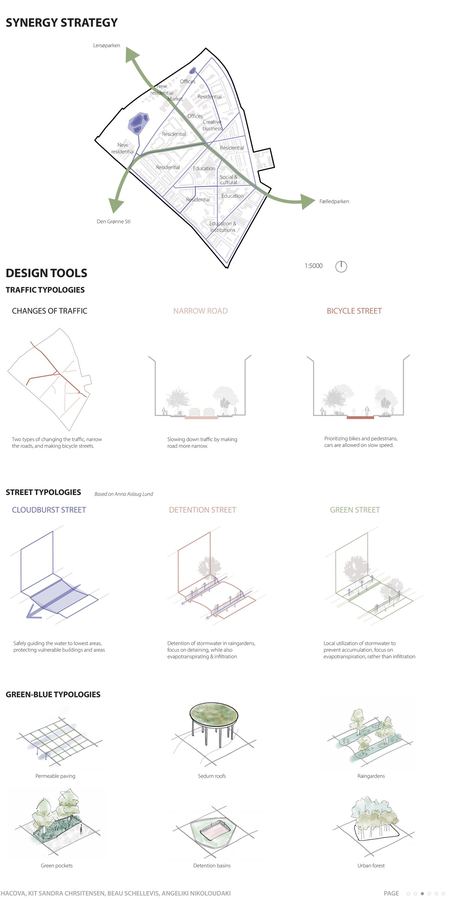 SYNERGY STRATEGY
Lersøparken
Offices
New
residential
Residential
Offices
Creative
business
Residential
Residential
New
residential
Residential
Education
Social &
cultural
Residential
Education
Education &
institutions
Fælledparken
Den Grønne Sti
1:5000
DESIGN TOOLS
TRAFFIC TYPOLOGIES
CHANGES OF TRAFFIC
NARROW ROAD
BICYCLE STREET
Two types of changing the traffic, narrow
the roads, and making bicycle streets.
Slowing down traffic by making
road more narrow.
Prioritizing bikes and pedestrians,
cars are allowed on slow speed.
STREET TYPOLOGIES
Based on Anna Aslaug Lund
CLOUDBURST STREET
DETENTION STREET
GREEN STREET
Safely guiding the water to lowest areas,
protecting vulnerable buildings and areas
Detention of stormwater in raingardens,
focus on detaining, while also
evapotranspirating & infiltration
Local utilization of stormwater to
prevent accumulation, focus on
evapotranspiration, rather than infiltration
GREEN-BLUE TYPOLOGIES
Permeable paving
Sedum roofs
Raingardens
Green pockets
Detention basins
Urban forest
HACOVA, KIT SANDRA CHRSITENSEN, BEAU SCHELLEVIS, ANGELIKI NIKOLOUDAKI
PAGE